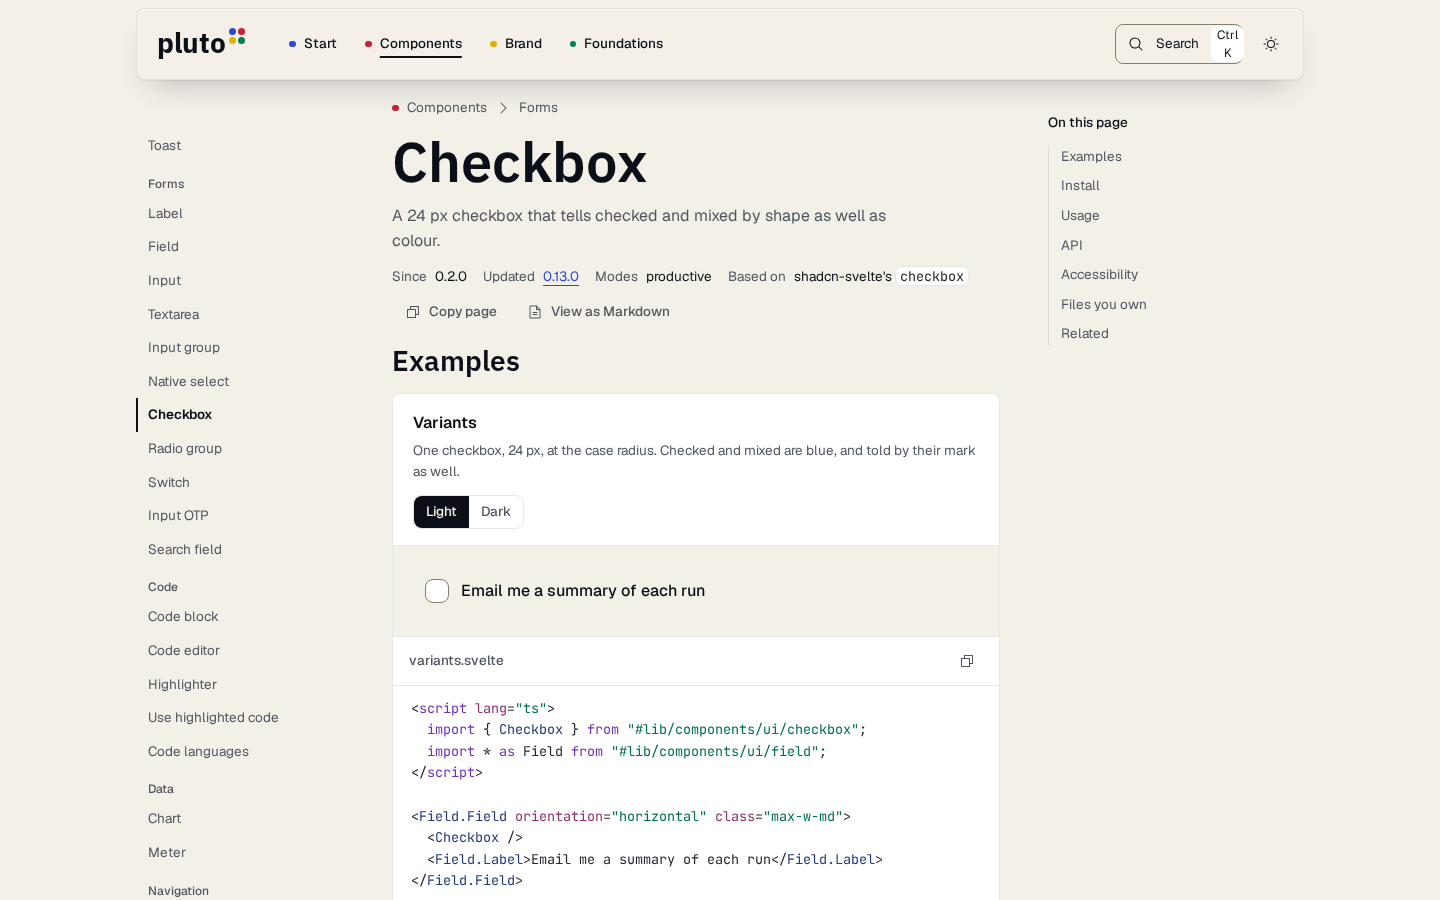 pluto
Start
Components
Brand
Foundations
Search
Ctrl
K
Toast
Forms
Label
Field
Input
Textarea
Input group
Native select
Checkbox
Radio group
Switch
Input OTP
Search field
Code
Code block
Code editor
Highlighter
Use highlighted code
Code languages
Data
Chart
Meter
Navigation
Components
Forms
Checkbox
A 24 px checkbox that tells checked and mixed by shape as well as
colour.
Since 0.2.0 Updated 0.13.0 Modes productive Based on shadcn-svelte's checkbox
Copy page
View as Markdown
Examples
Variants
One checkbox, 24 px, at the case radius. Checked and mixed are blue, and told by their mark
as well.
Light
Dark
Email me a summary of each run
variants.svelte
<script lang="ts">
  import { Checkbox } from "#lib/components/ui/checkbox";
  import * as Field from "#lib/components/ui/field";
</script>
<Field.Field orientation="horizontal" class="max-w-md">
  <Checkbox />
  <Field.Label>Email me a summary of each run</Field.Label>
</Field.Field>
On this page
Examples
Install
Usage
API
Accessibility
Files you own
Related